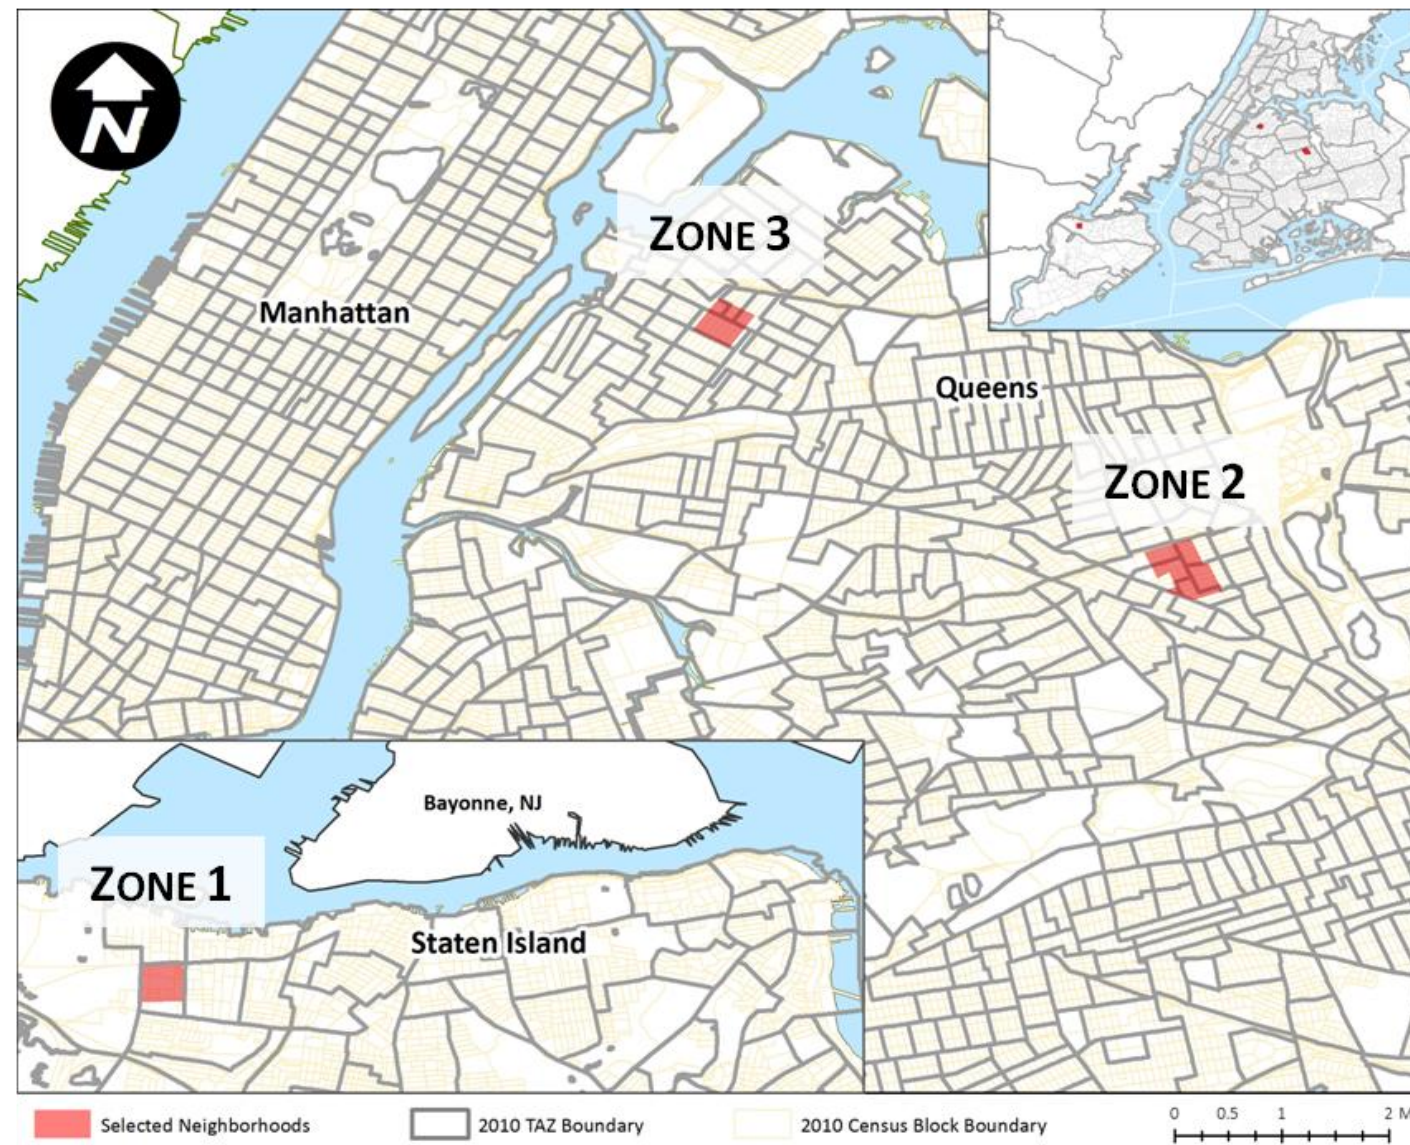 N
ZONE 3
Manhattan
Queens
ZONE 2
Bayonne, NJ
ZONE 1
Staten Island
Selected Neighborhoods
2010 TAZ Boundary
2010 Census Block Boundary
0 0.5 1 2 M